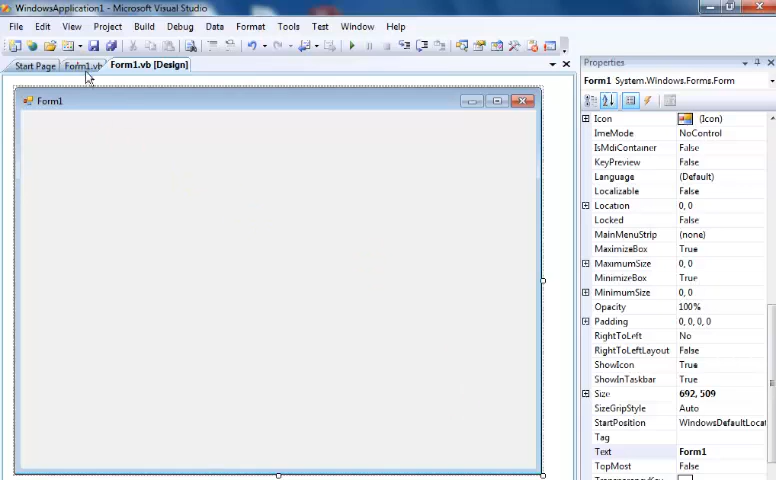 WindowsApplication1 - Microsoft Visual Studio
File Edit View Project Build Debug Data Format Tools Test Window Help
Start Page Form1.vb Form1.vb [Design]
Form1
Properties
Form1 System.Windows.Forms.Form
Icon (Icon)
ImeMode NoControl
IsMdiContainer False
KeyPreview False
Language (Default)
Localizable False
Location 0, 0
Locked False
MainMenuStrip (none)
MaximizeBox True
MaximumSize 0, 0
MinimizeBox True
MinimumSize 0, 0
Opacity 100%
Padding 0, 0, 0, 0
RightToLeft No
RightToLeftLayout False
ShowIcon True
ShowInTaskbar True
Size 692, 509
SizeGripStyle Auto
StartPosition WindowsDefaultLocat
Tag
Text Form1
TopMost False